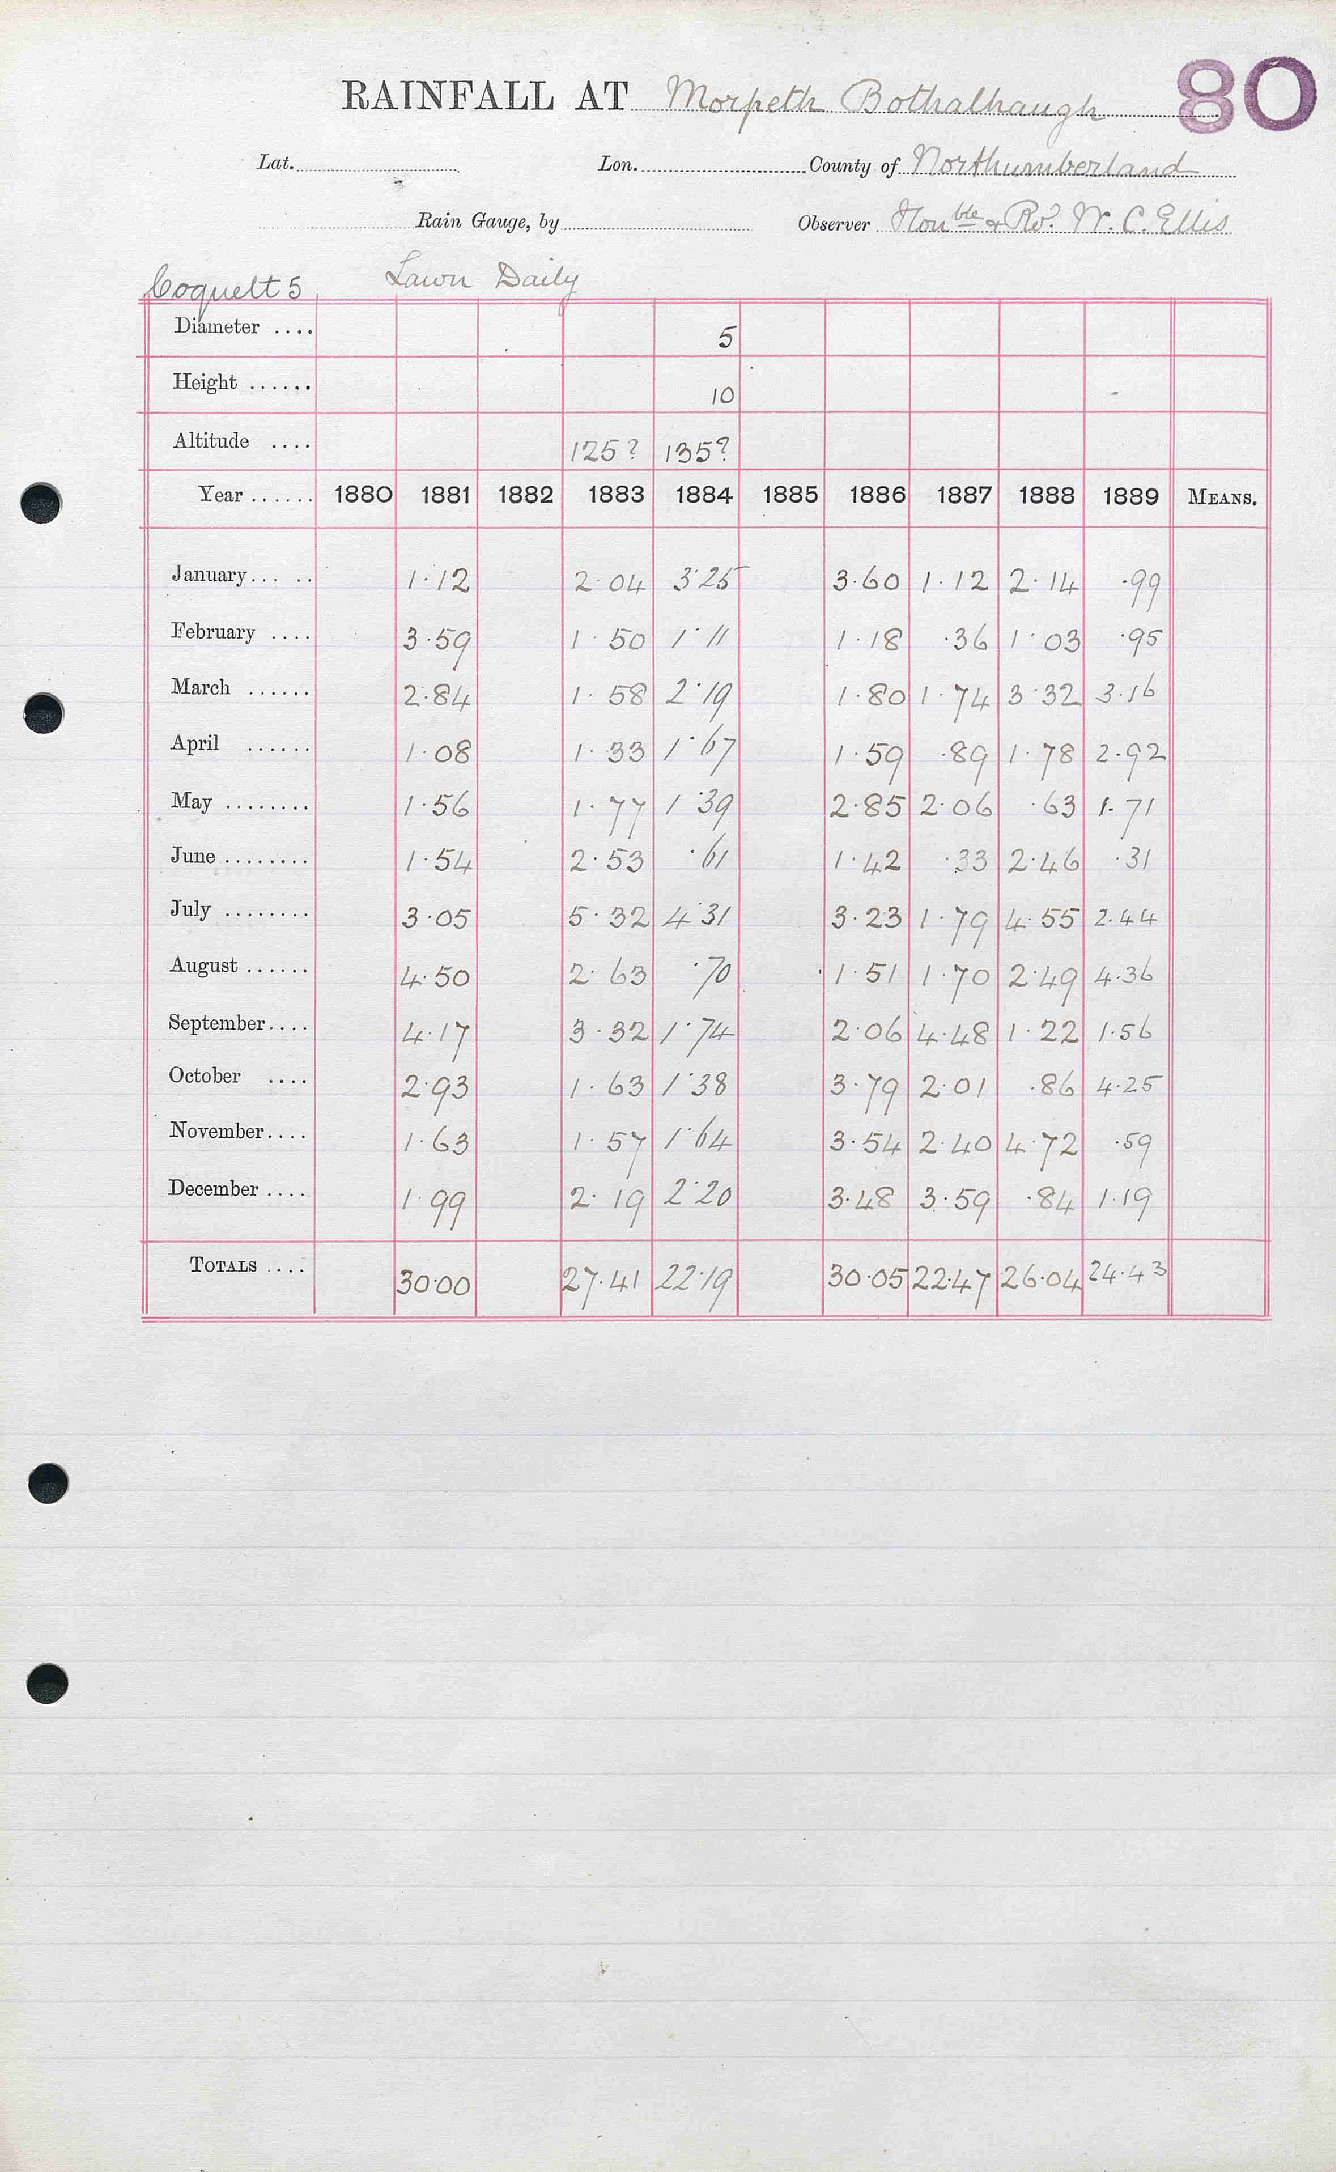 80
RAINFALL AT Morpeth Bothalhaugh
Lat. Lon. County of Northumberland
Rain Gauge, by Observer Honble & Rvd. W. C. Ellis
Coquelt 5 Lawn Daily
Diameter .... 5
Height ...... 10
Altitude .... 125? 135?
Year ...... 1880 1881 1882 1883 1884 1885 1886 1887 1888 1889 MEANS.
January... .. 1.12 2.04 3.25 3.60 1.12 2.14 .99
February .... 3.59 1.50 1.11 1.18 .36 1.03 .95
March ...... 2.84 1.58 2.19 1.80 1.74 3.32 3.16
April ...... 1.08 1.33 1.67 1.59 .89 1.78 2.92
May ........ 1.56 1.77 1.39 2.85 2.06 .63 1.71
June ........ 1.54 2.53 .61 1.42 .33 2.46 .31
July ........ 3.05 5.32 4.31 3.23 1.79 4.55 2.44
August ...... 4.50 2.63 .70 1.51 1.70 2.49 4.36
September.... 4.17 3.32 1.74 2.06 4.48 1.22 1.56
October .... 2.93 1.63 1.38 3.79 2.01 .86 4.25
November.... 1.63 1.57 1.64 3.54 2.40 4.72 .59
December .... 1.99 2.19 2.20 3.48 3.59 .84 1.19
TOTALS .... 30.00 27.41 22.19 30.05 22.47 26.04 24.43